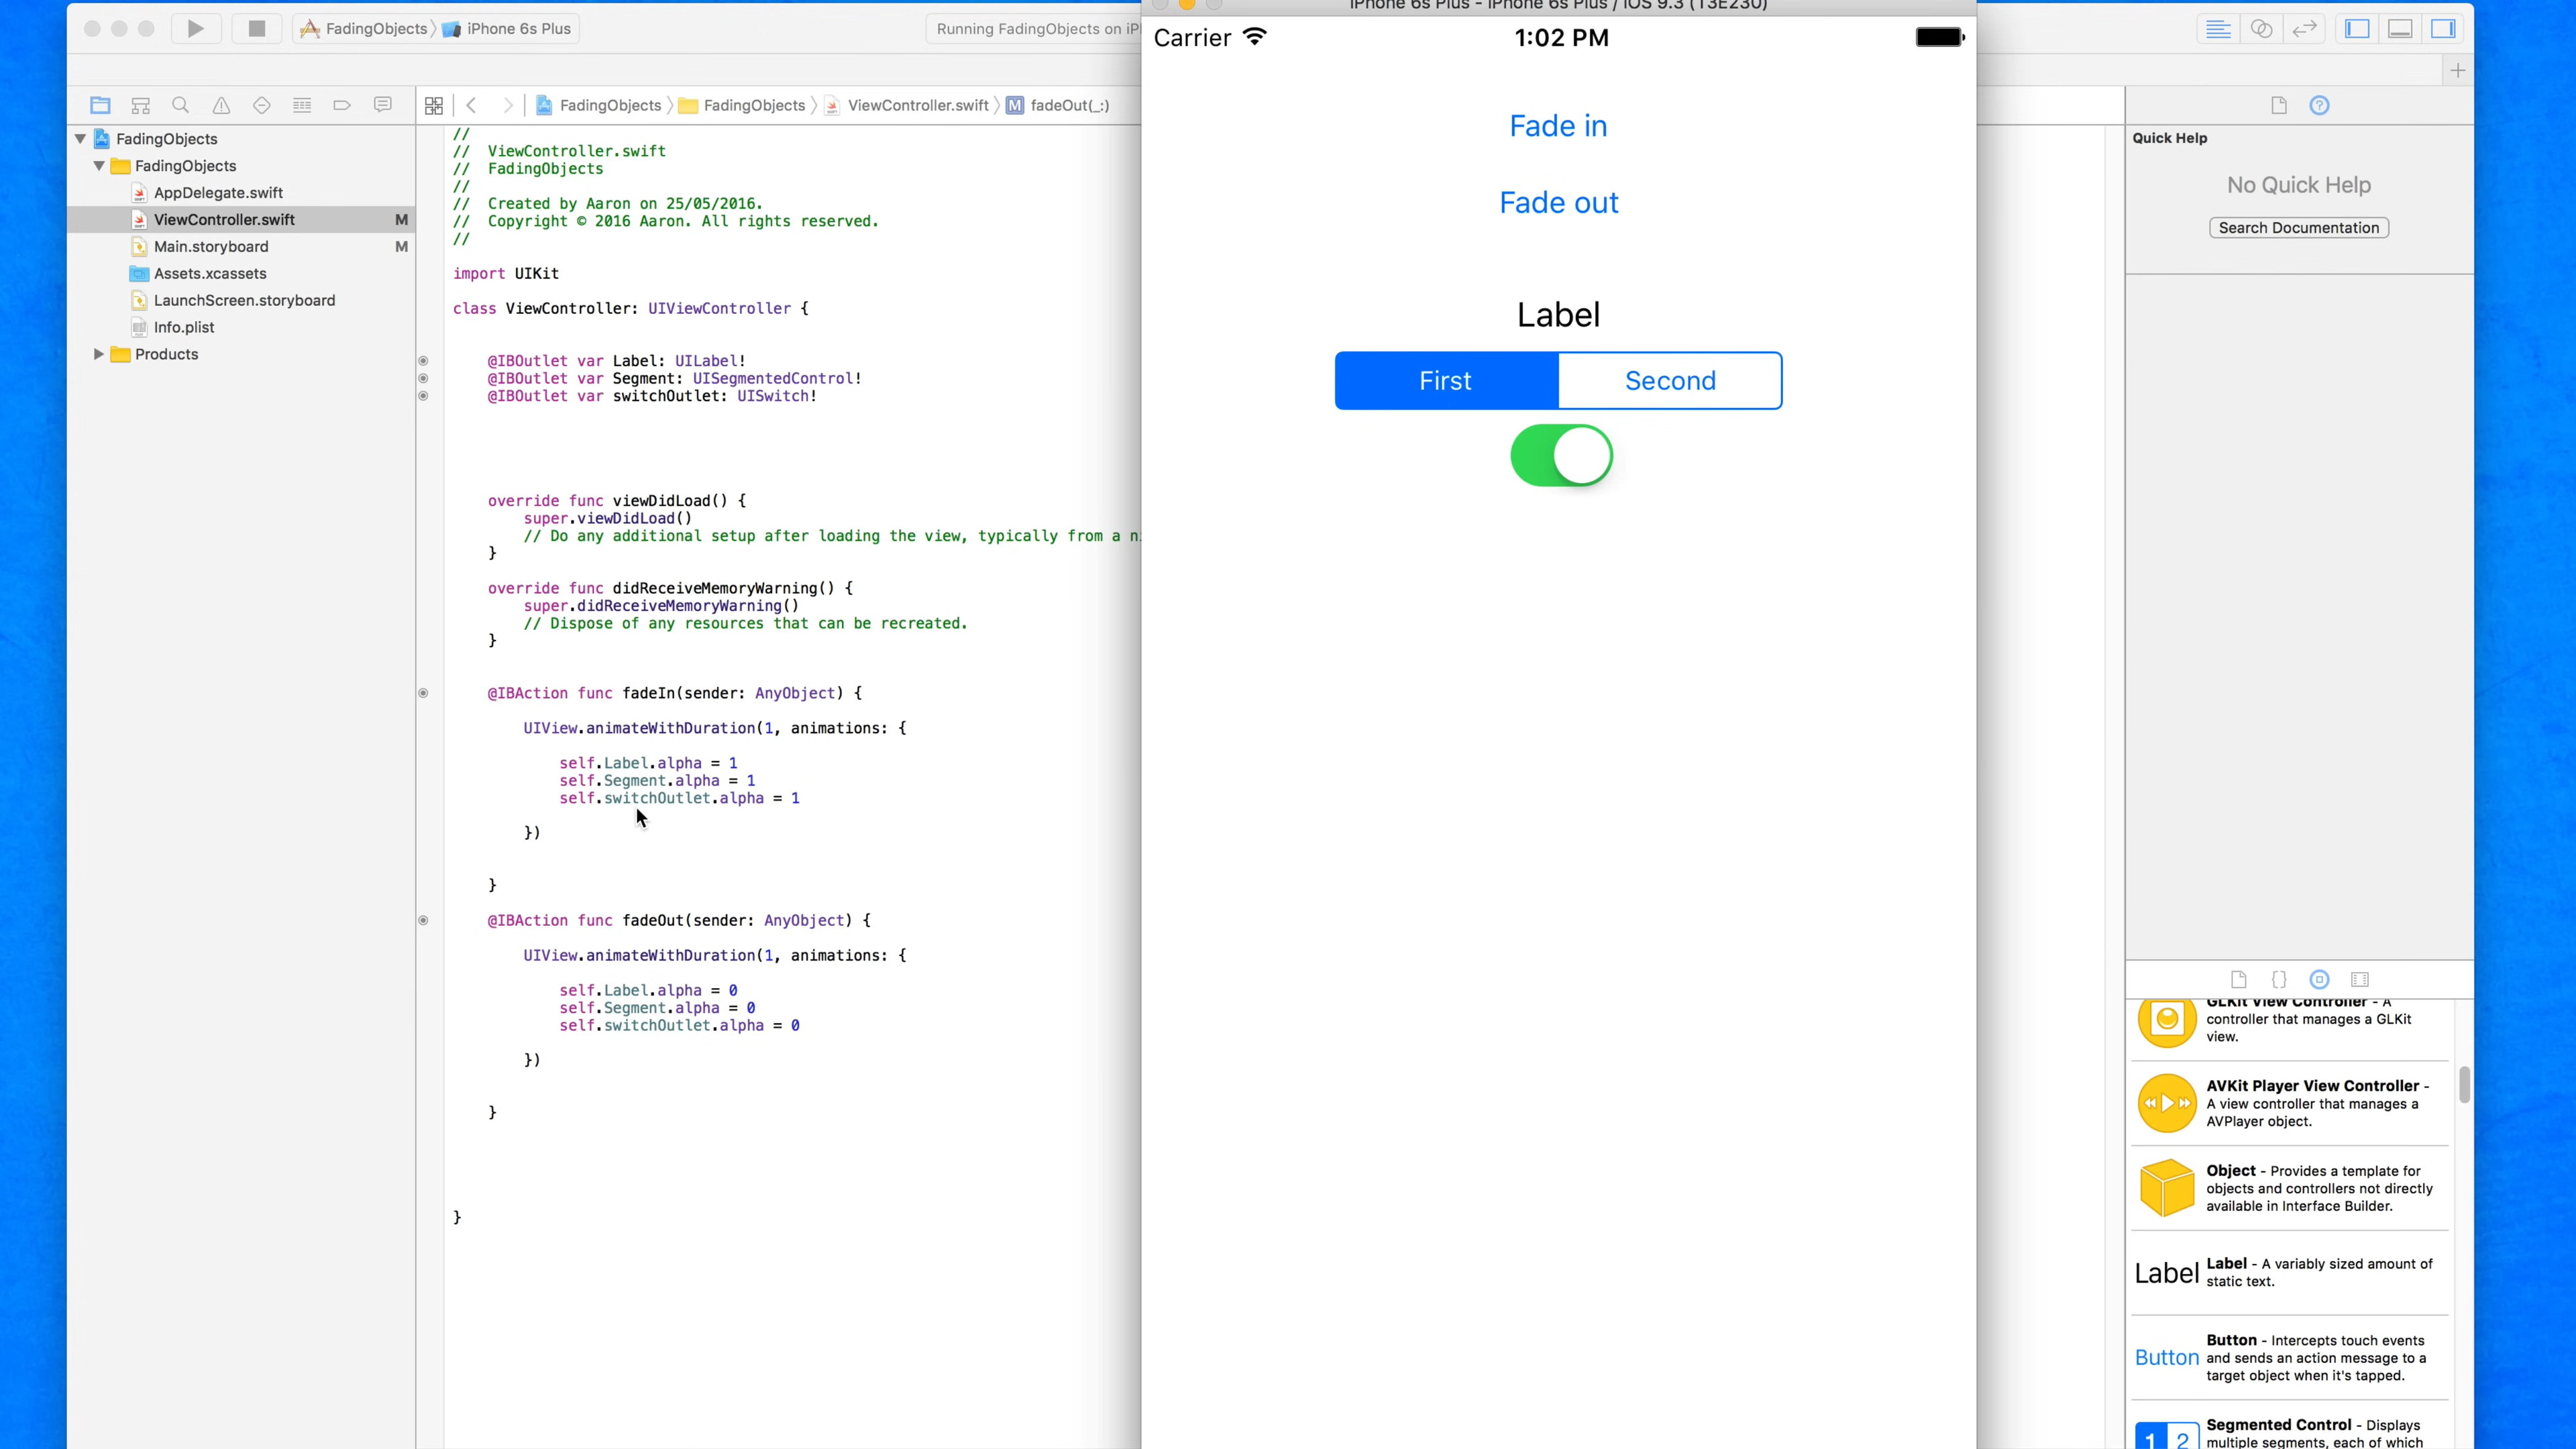 FadingObjects
iPhone 6s Plus
Running FadingObjects on iP
iPhone 6s Plus - iPhone 6s Plus / iOS 9.3 (13E230)
FadingObjects
FadingObjects
ViewController.swift
M
fadeOut(_:)
FadingObjects
FadingObjects
AppDelegate.swift
ViewController.swift
M
Main.storyboard
M
Assets.xcassets
LaunchScreen.storyboard
Info.plist
Products
//
//  ViewController.swift
//  FadingObjects
//
//  Created by Aaron on 25/05/2016.
//  Copyright © 2016 Aaron. All rights reserved.
//
import UIKit
class ViewController: UIViewController {
@IBOutlet var Label: UILabel!
@IBOutlet var Segment: UISegmentedControl!
@IBOutlet var switchOutlet: UISwitch!
override func viewDidLoad() {
super.viewDidLoad()
// Do any additional setup after loading the view, typically from a n
}
override func didReceiveMemoryWarning() {
super.didReceiveMemoryWarning()
// Dispose of any resources that can be recreated.
}
@IBAction func fadeIn(sender: AnyObject) {
UIView.animateWithDuration(1, animations: {
self.Label.alpha = 1
self.Segment.alpha = 1
self.switchOutlet.alpha = 1
})
}
@IBAction func fadeOut(sender: AnyObject) {
UIView.animateWithDuration(1, animations: {
self.Label.alpha = 0
self.Segment.alpha = 0
self.switchOutlet.alpha = 0
})
}
}
Carrier
1:02 PM
Fade in
Fade out
Label
First
Second
Quick Help
No Quick Help
Search Documentation
GLKit View Controller - A
controller that manages a GLKit
view.
AVKit Player View Controller -
A view controller that manages a
AVPlayer object.
Object - Provides a template for
objects and controllers not directly
available in Interface Builder.
Label
Label - A variably sized amount of
static text.
Button
Button - Intercepts touch events
and sends an action message to a
target object when it's tapped.
1 2
Segmented Control - Displays
multiple segments, each of which